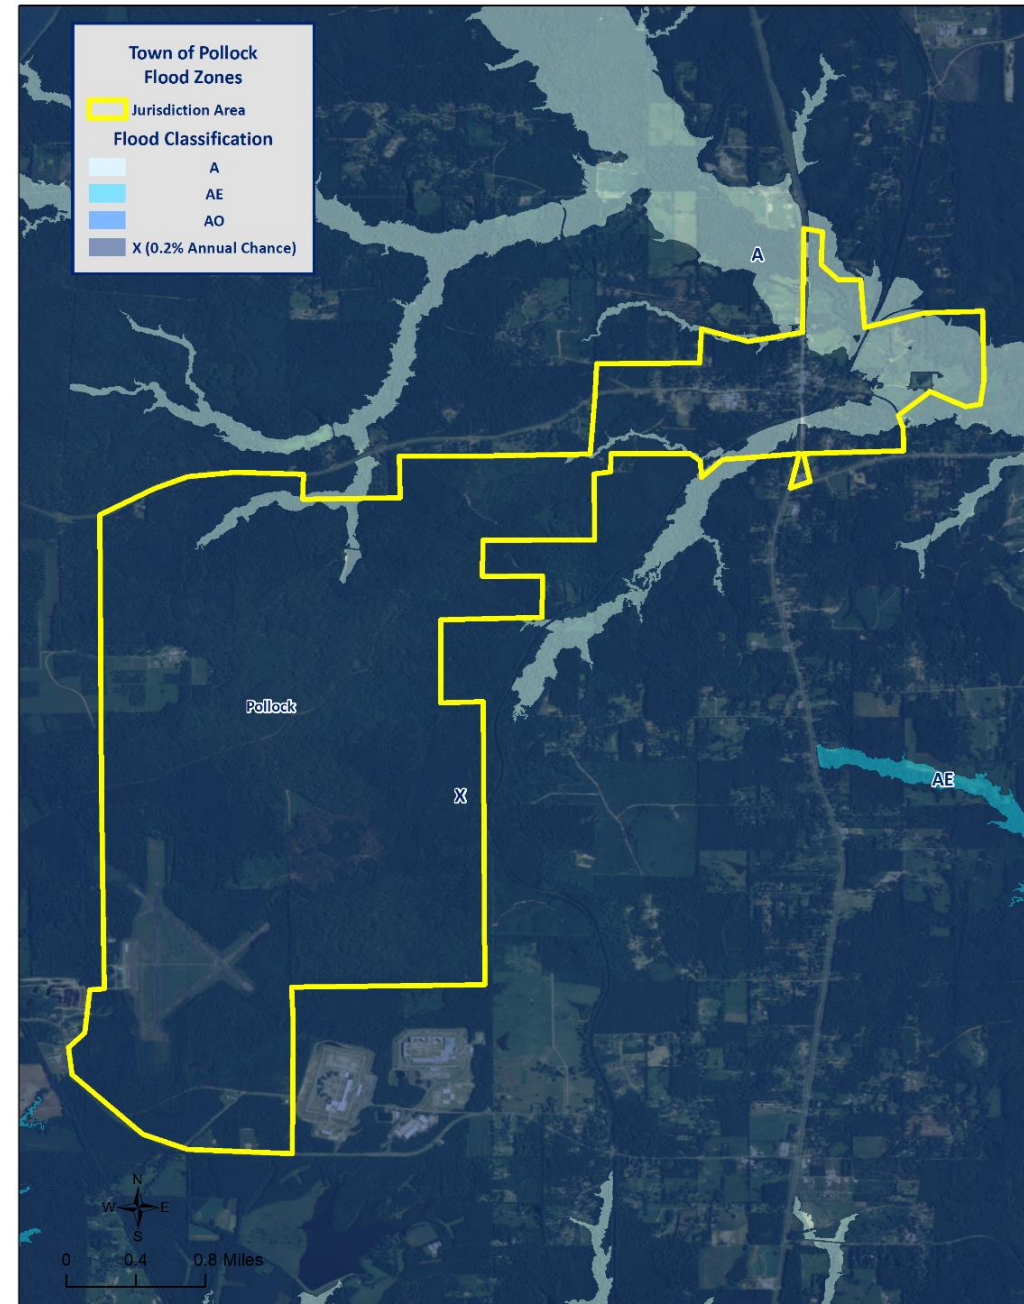 Town of Pollock
Flood Zones
Jurisdiction Area
Flood Classification
A
AE
AO
X (0.2% Annual Chance)
A
Pollock
AE
X
N
W E
S
0 0.4 0.8 Miles